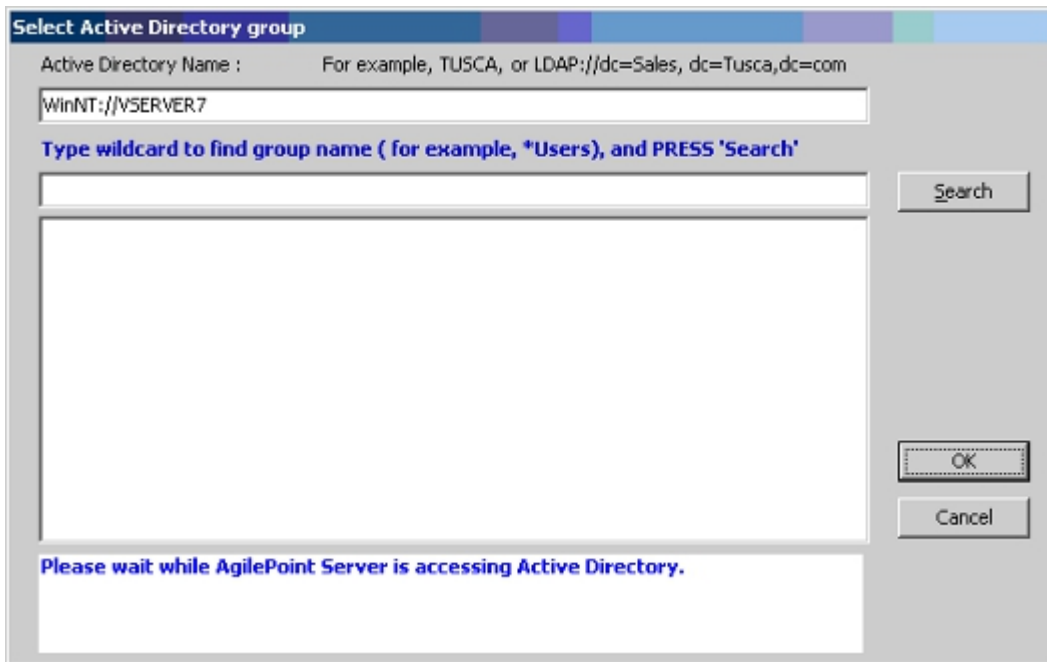 Select Active Directory group
Active Directory Name : For example, TUSCA, or LDAP://dc=Sales, dc=Tusca,dc=com
WinNT://VSERVER7
Type wildcard to find group name ( for example, *Users), and PRESS 'Search'
Search
OK
Cancel
Please wait while AgilePoint Server is accessing Active Directory.